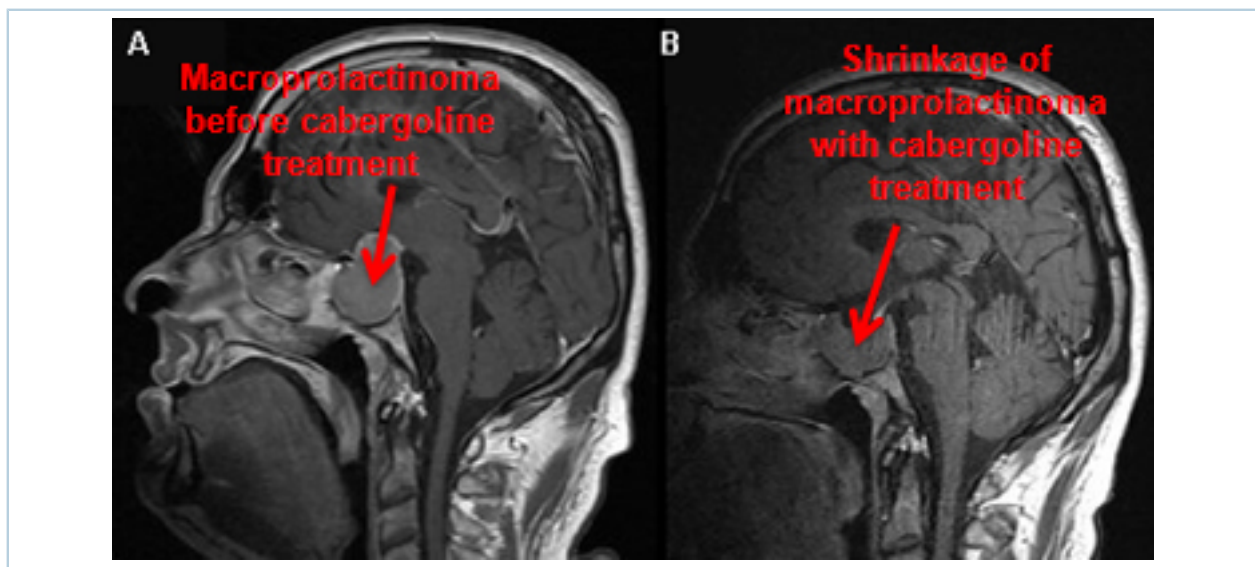 A
Macroprolactinoma
before cabergoline
treatment
B
Shrinkage of
macroprolactinoma
with cabergoline
treatment